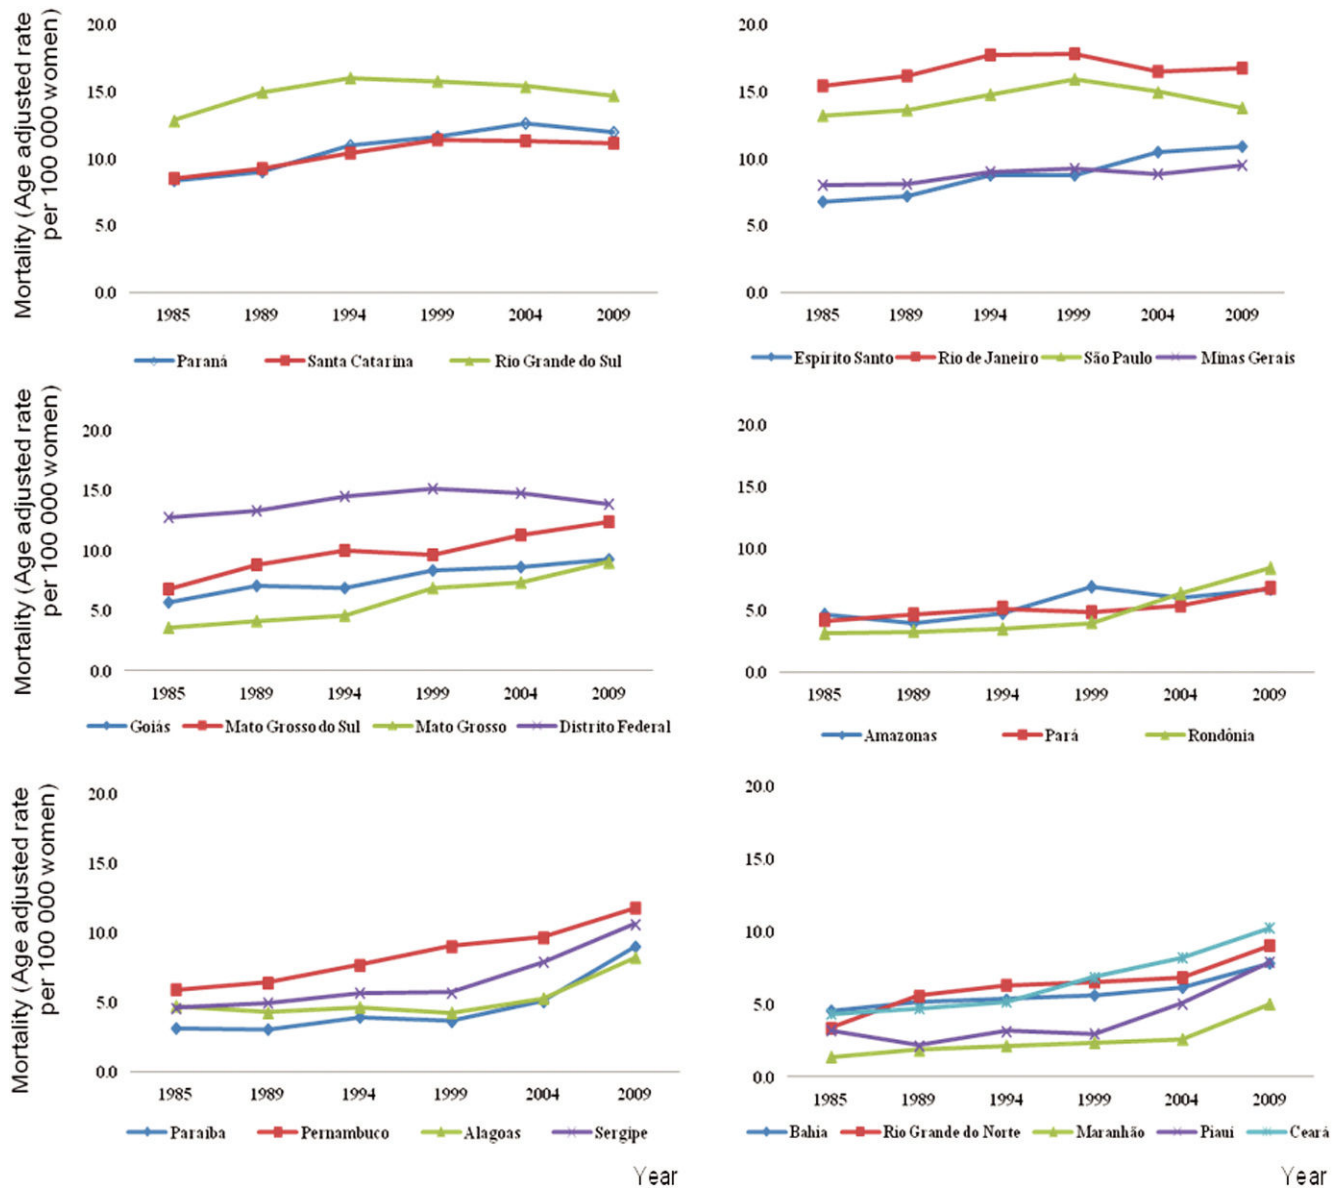 Mortality (Age adjusted rate
per 100 000 women)
20.0
15.0
10.0
5.0
0.0
1985 1989 1994 1999 2004 2009
Paraná Santa Catarina Rio Grande do Sul
20.0
15.0
10.0
5.0
0.0
1985 1989 1994 1999 2004 2009
Espírito Santo Rio de Janeiro São Paulo Minas Gerais
Mortality (Age adjusted rate
per 100 000 women)
20.0
15.0
10.0
5.0
0.0
1985 1989 1994 1999 2004 2009
Goiás Mato Grosso do Sul Mato Grosso Distrito Federal
20.0
15.0
10.0
5.0
0.0
1985 1989 1994 1999 2004 2009
Amazonas Pará Rondônia
Mortality (Age adjusted rate
per 100 000 women)
20.0
15.0
10.0
5.0
0.0
1985 1989 1994 1999 2004 2009
Paraíba Pernambuco Alagoas Sergipe
Year
20.0
15.0
10.0
5.0
0.0
1985 1989 1994 1999 2004 2009
Bahia Rio Grande do Norte Maranhão Piauí Ceará
Year